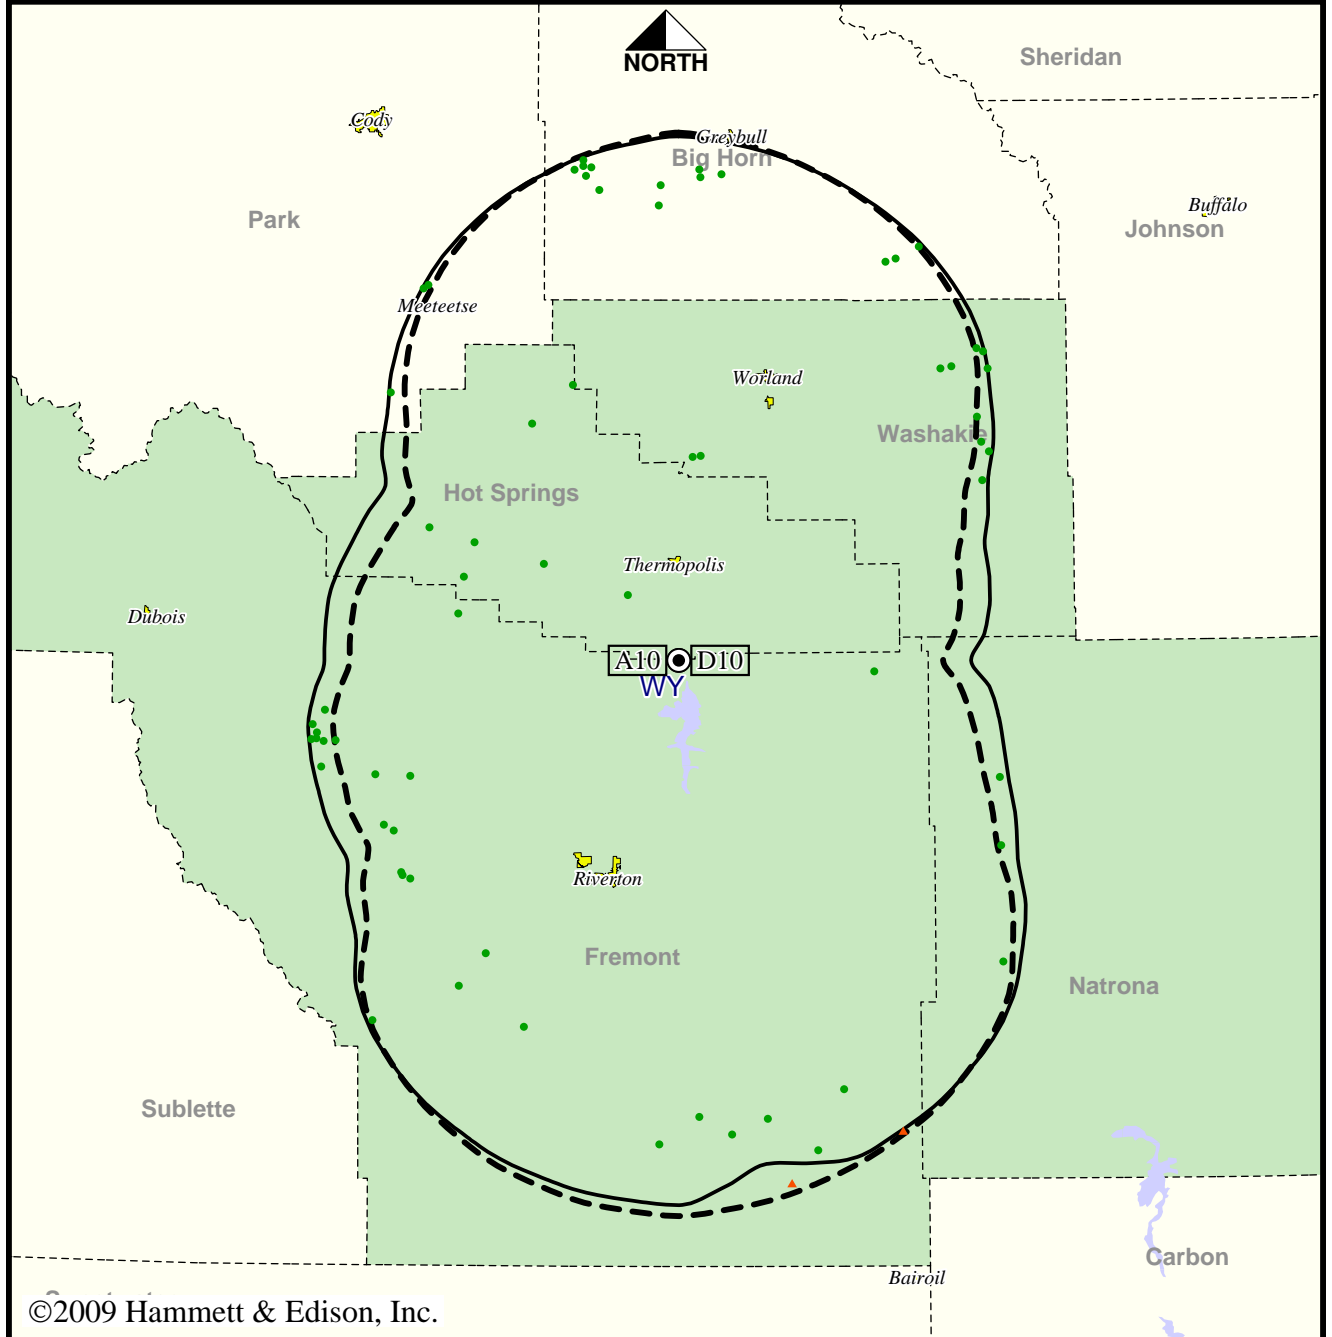 NORTH
Sheridan
Cody
Greybull
Big Horn
Park
Buffalo
Johnson
Meeteetse
Worland
Washakie
Hot Springs
Thermopolis
Dubois
A10 D10
WY
Riverton
Fremont
Natrona
Sublette
Carbon
Bairoil
©2009 Hammett & Edison, Inc.